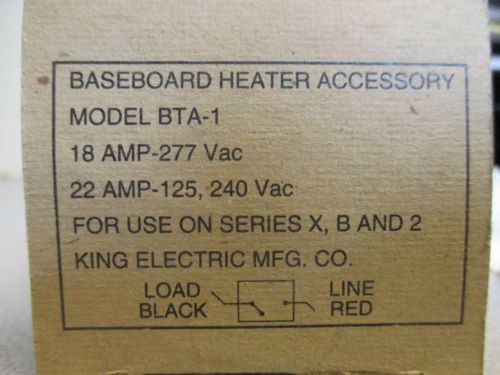 BASEBOARD HEATER ACCESSORY
MODEL BTA-1
18 AMP-277 Vac
22 AMP-125, 240 Vac
FOR USE ON SERIES X, B AND 2
KING ELECTRIC MFG. CO.
LOAD LINE
BLACK RED